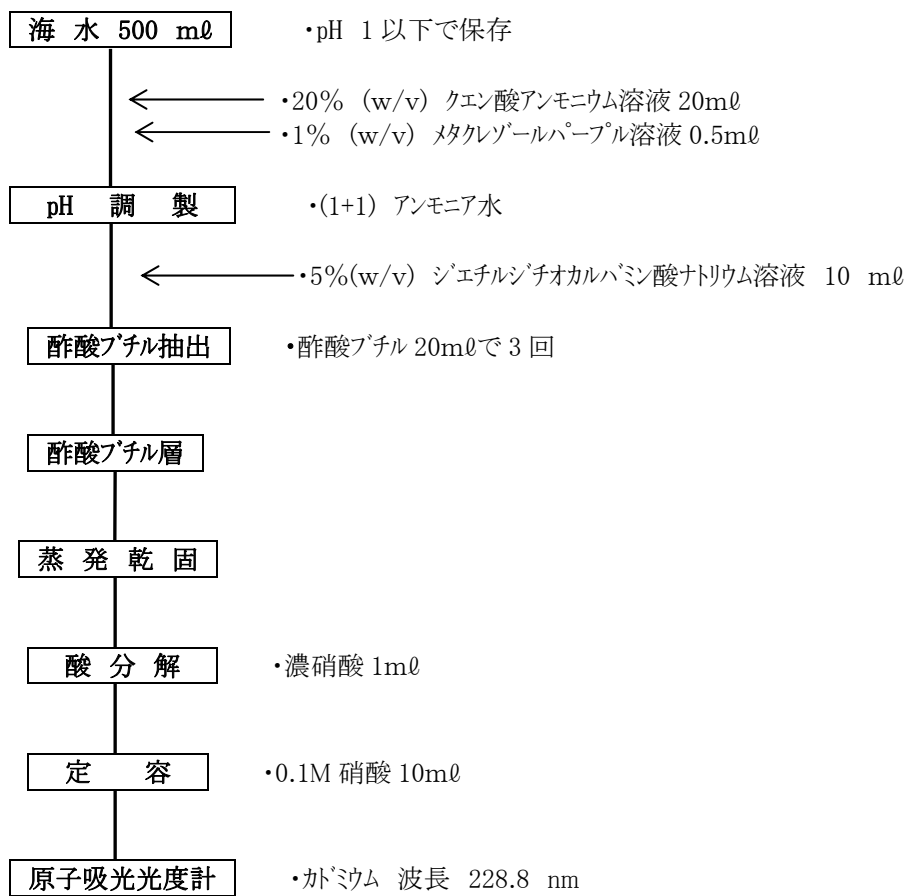 海 水 500 mℓ ・pH 1以下で保存
・20% (w/v) クエン酸アンモニウム溶液 20mℓ
・1% (w/v) メタクレゾールパープル溶液 0.5mℓ
pH 調 製 ・(1+1) アンモニア水
・5%(w/v) ジエチルジチオカルバミン酸ナトリウム溶液 10 mℓ
酢酸ブチル抽出 ・酢酸ブチル 20mℓで 3 回
酢酸ブチル層
蒸 発 乾 固
酸 分 解 ・濃硝酸 1mℓ
定 容 ・0.1M 硝酸 10mℓ
原子吸光光度計 ・カドミウム 波長 228.8 nm